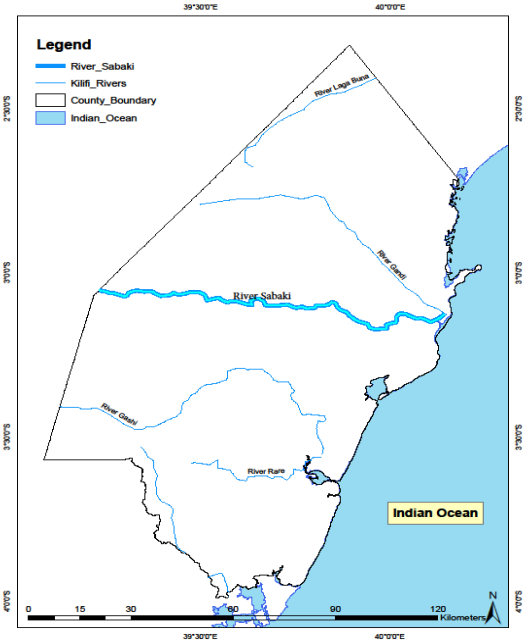 39°30'0"E
40°0'0"E
Legend
River_Sabaki
Kilifi_Rivers
County_Boundary
Indian_Ocean
River Laga Buna
2°30'0"S
2°30'0"S
River Gandi
3°0'0"S
3°0'0"S
River Sabaki
River Gashi
3°30'0"S
3°30'0"S
River Rare
Indian Ocean
4°0'0"S
4°0'0"S
N
0 15 30 60 90 120
Kilometers
39°30'0"E
40°0'0"E